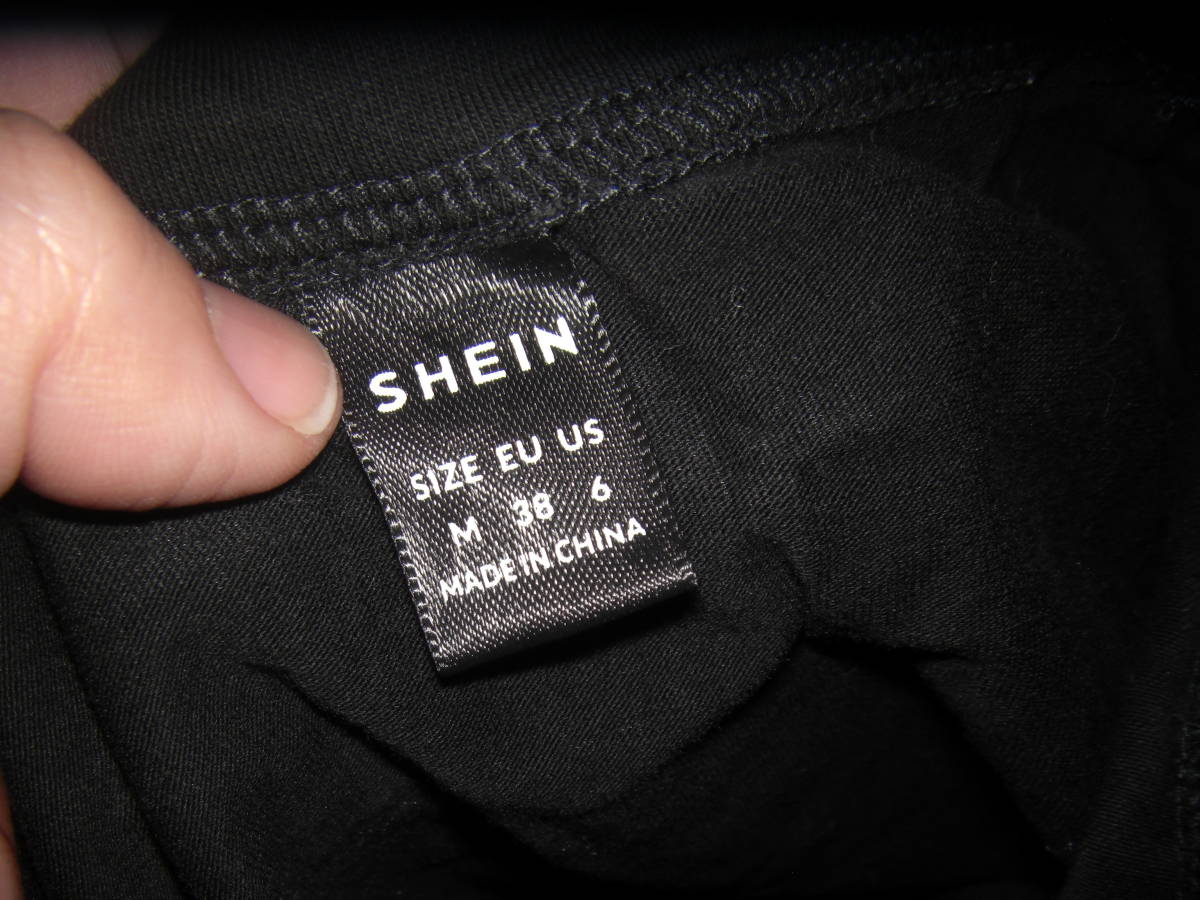 SHEIN
SIZE EU US
M 38 6
MADE IN CHINA